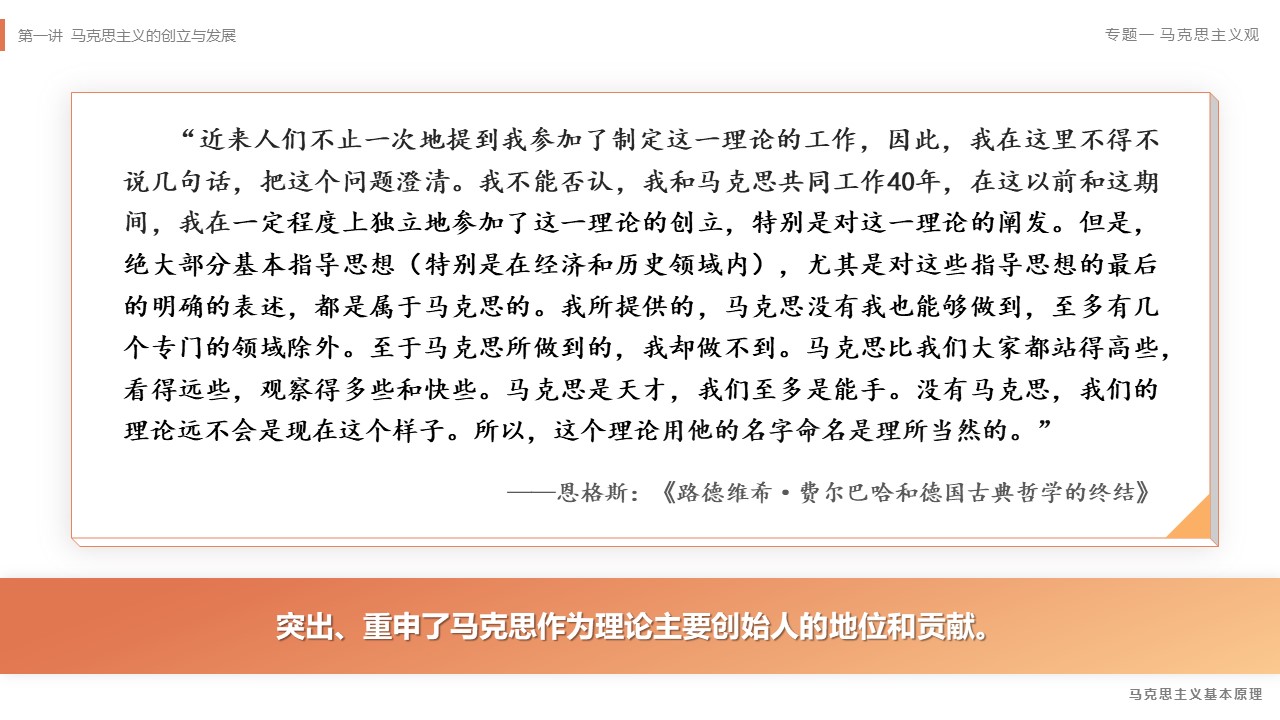 第一讲 马克思主义的创立与发展
专题一 马克思主义观
“近来人们不止一次地提到我参加了制定这一理论的工作，因此，我在这里不得不
说几句话，把这个问题澄清。我不能否认，我和马克思共同工作40年，在这以前和这期
间，我在一定程度上独立地参加了这一理论的创立，特别是对这一理论的阐发。但是，
绝大部分基本指导思想（特别是在经济和历史领域内），尤其是对这些指导思想的最后
的明确的表述，都是属于马克思的。我所提供的，马克思没有我也能够做到，至多有几
个专门的领域除外。至于马克思所做到的，我却做不到。马克思比我们大家都站得高些，
看得远些，观察得多些和快些。马克思是天才，我们至多是能手。没有马克思，我们的
理论远不会是现在这个样子。所以，这个理论用他的名字命名是理所当然的。”
——恩格斯：《路德维希·费尔巴哈和德国古典哲学的终结》
突出、重申了马克思作为理论主要创始人的地位和贡献。
马克思主义基本原理